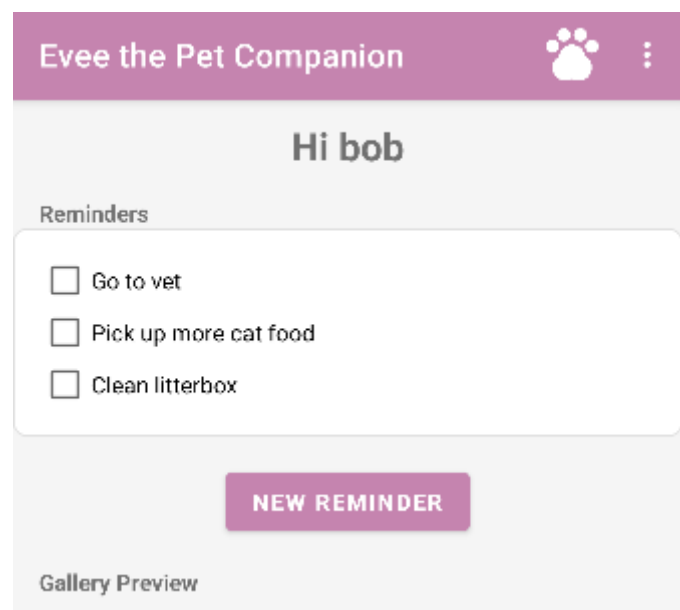 Evee the Pet Companion
Hi bob
Reminders
Go to vet
Pick up more cat food
Clean litterbox
NEW REMINDER
Gallery Preview